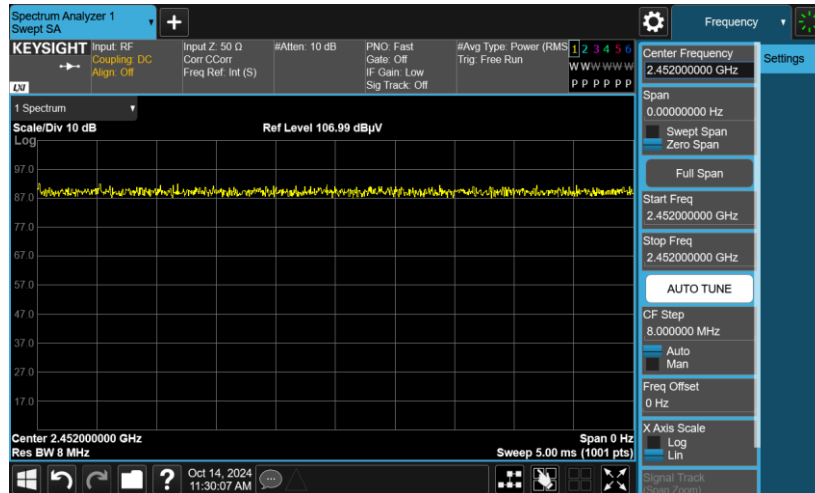 Spectrum Analyzer 1
Swept SA
+
Frequency
KEYSIGHT
Input: RF
Coupling: DC
Align: Off
Input Z: 50 Ω
Corr CCorr
Freq Ref: Int (S)
#Atten: 10 dB
PNO: Fast
Gate: Off
IF Gain: Low
Sig Track: Off
#Avg Type: Power (RMS
Trig: Free Run
1 2 3 4 5 6
W W W W W W
P P P P P P
LXI
Center Frequency
2.452000000 GHz
Settings
Span
0.00000000 Hz
Swept Span
Zero Span
Full Span
Start Freq
2.452000000 GHz
Stop Freq
2.452000000 GHz
AUTO TUNE
CF Step
8.000000 MHz
Auto
Man
Freq Offset
0 Hz
X Axis Scale
Log
Lin
Signal Track
(Span Zoom)
1 Spectrum
Scale/Div 10 dB
Ref Level 106.99 dBµV
Log
97.0
87.0
77.0
67.0
57.0
47.0
37.0
27.0
17.0
Center 2.452000000 GHz
Span 0 Hz
Res BW 8 MHz
Sweep 5.00 ms (1001 pts)
?
Oct 14, 2024
11:30:07 AM